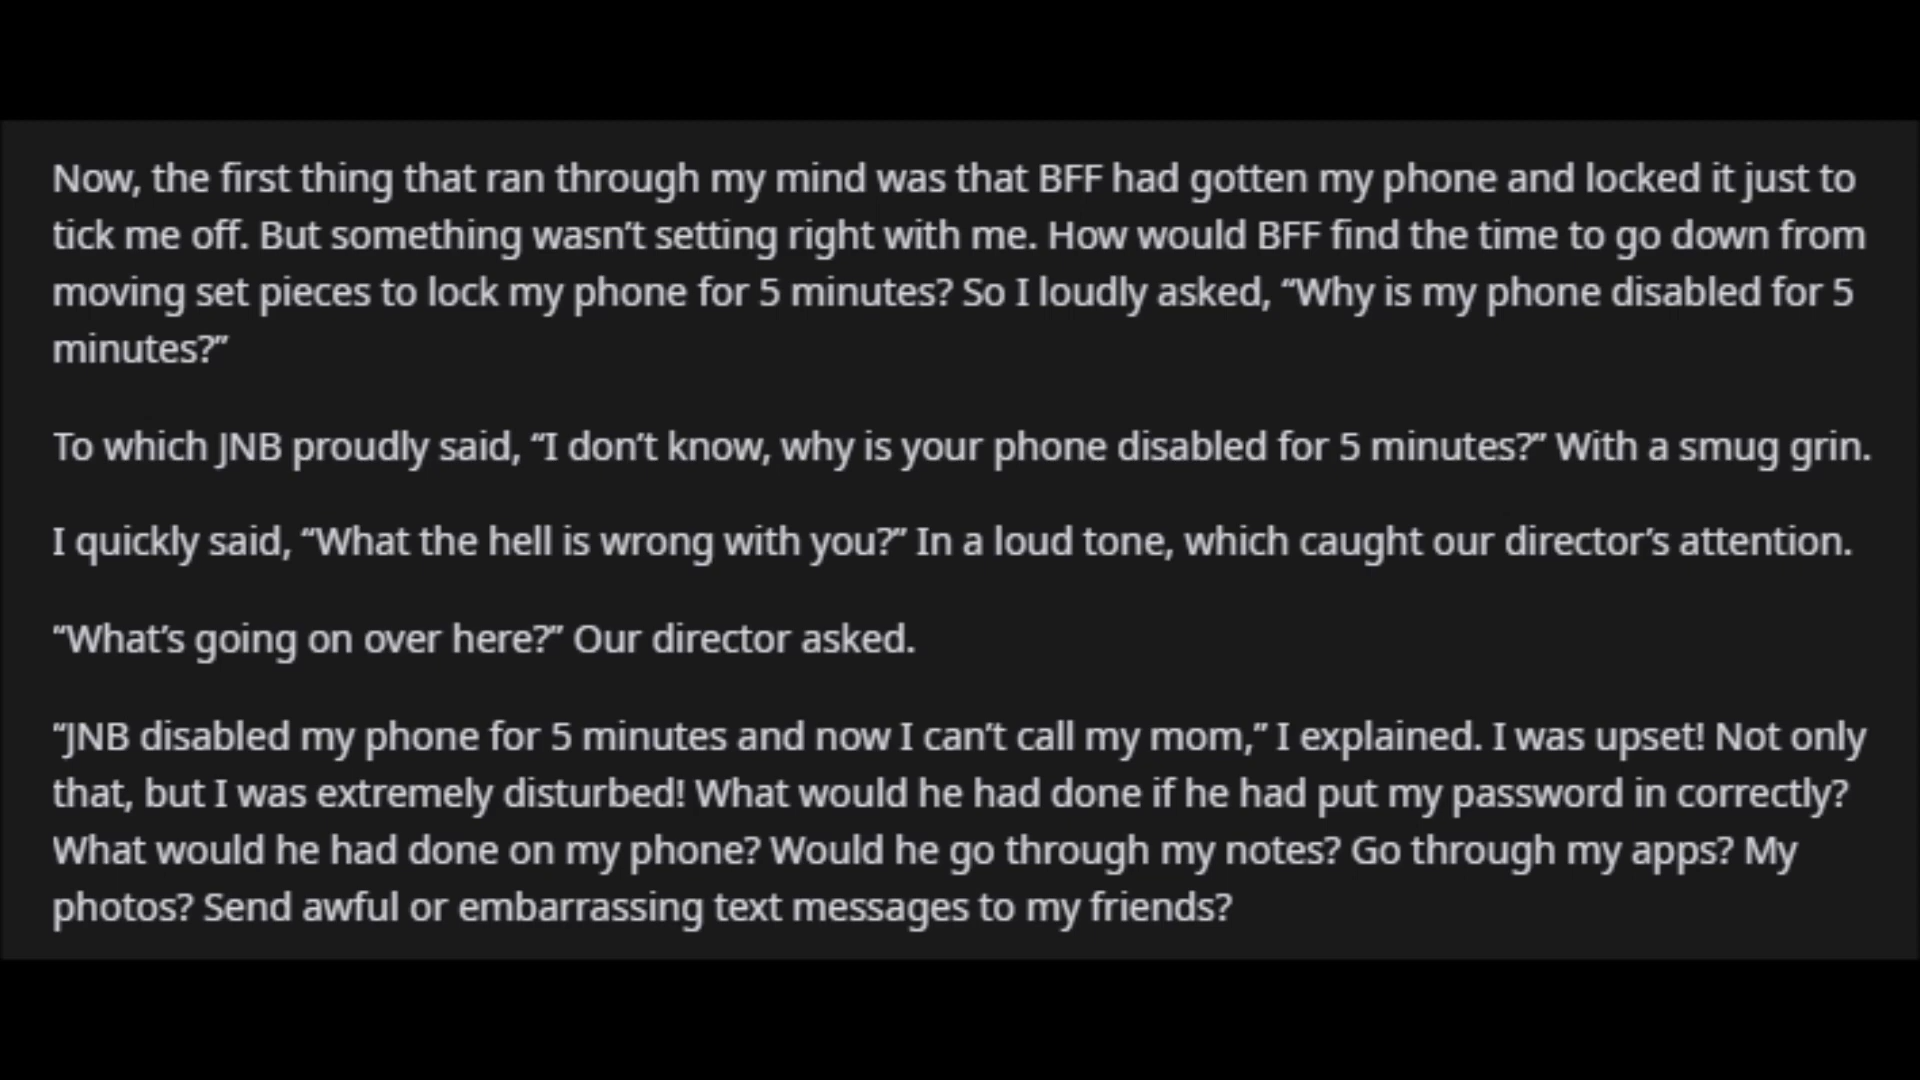 Now, the first thing that ran through my mind was that BFF had gotten my phone and locked it just to
tick me off. But something wasn’t setting right with me. How would BFF find the time to go down from
moving set pieces to lock my phone for 5 minutes? So I loudly asked, “Why is my phone disabled for 5
minutes?”
To which JNB proudly said, “I don’t know, why is your phone disabled for 5 minutes?” With a smug grin.
I quickly said, “What the hell is wrong with you?” In a loud tone, which caught our director’s attention.
“What’s going on over here?” Our director asked.
“JNB disabled my phone for 5 minutes and now I can’t call my mom,” I explained. I was upset! Not only
that, but I was extremely disturbed! What would he had done if he had put my password in correctly?
What would he had done on my phone? Would he go through my notes? Go through my apps? My
photos? Send awful or embarrassing text messages to my friends?